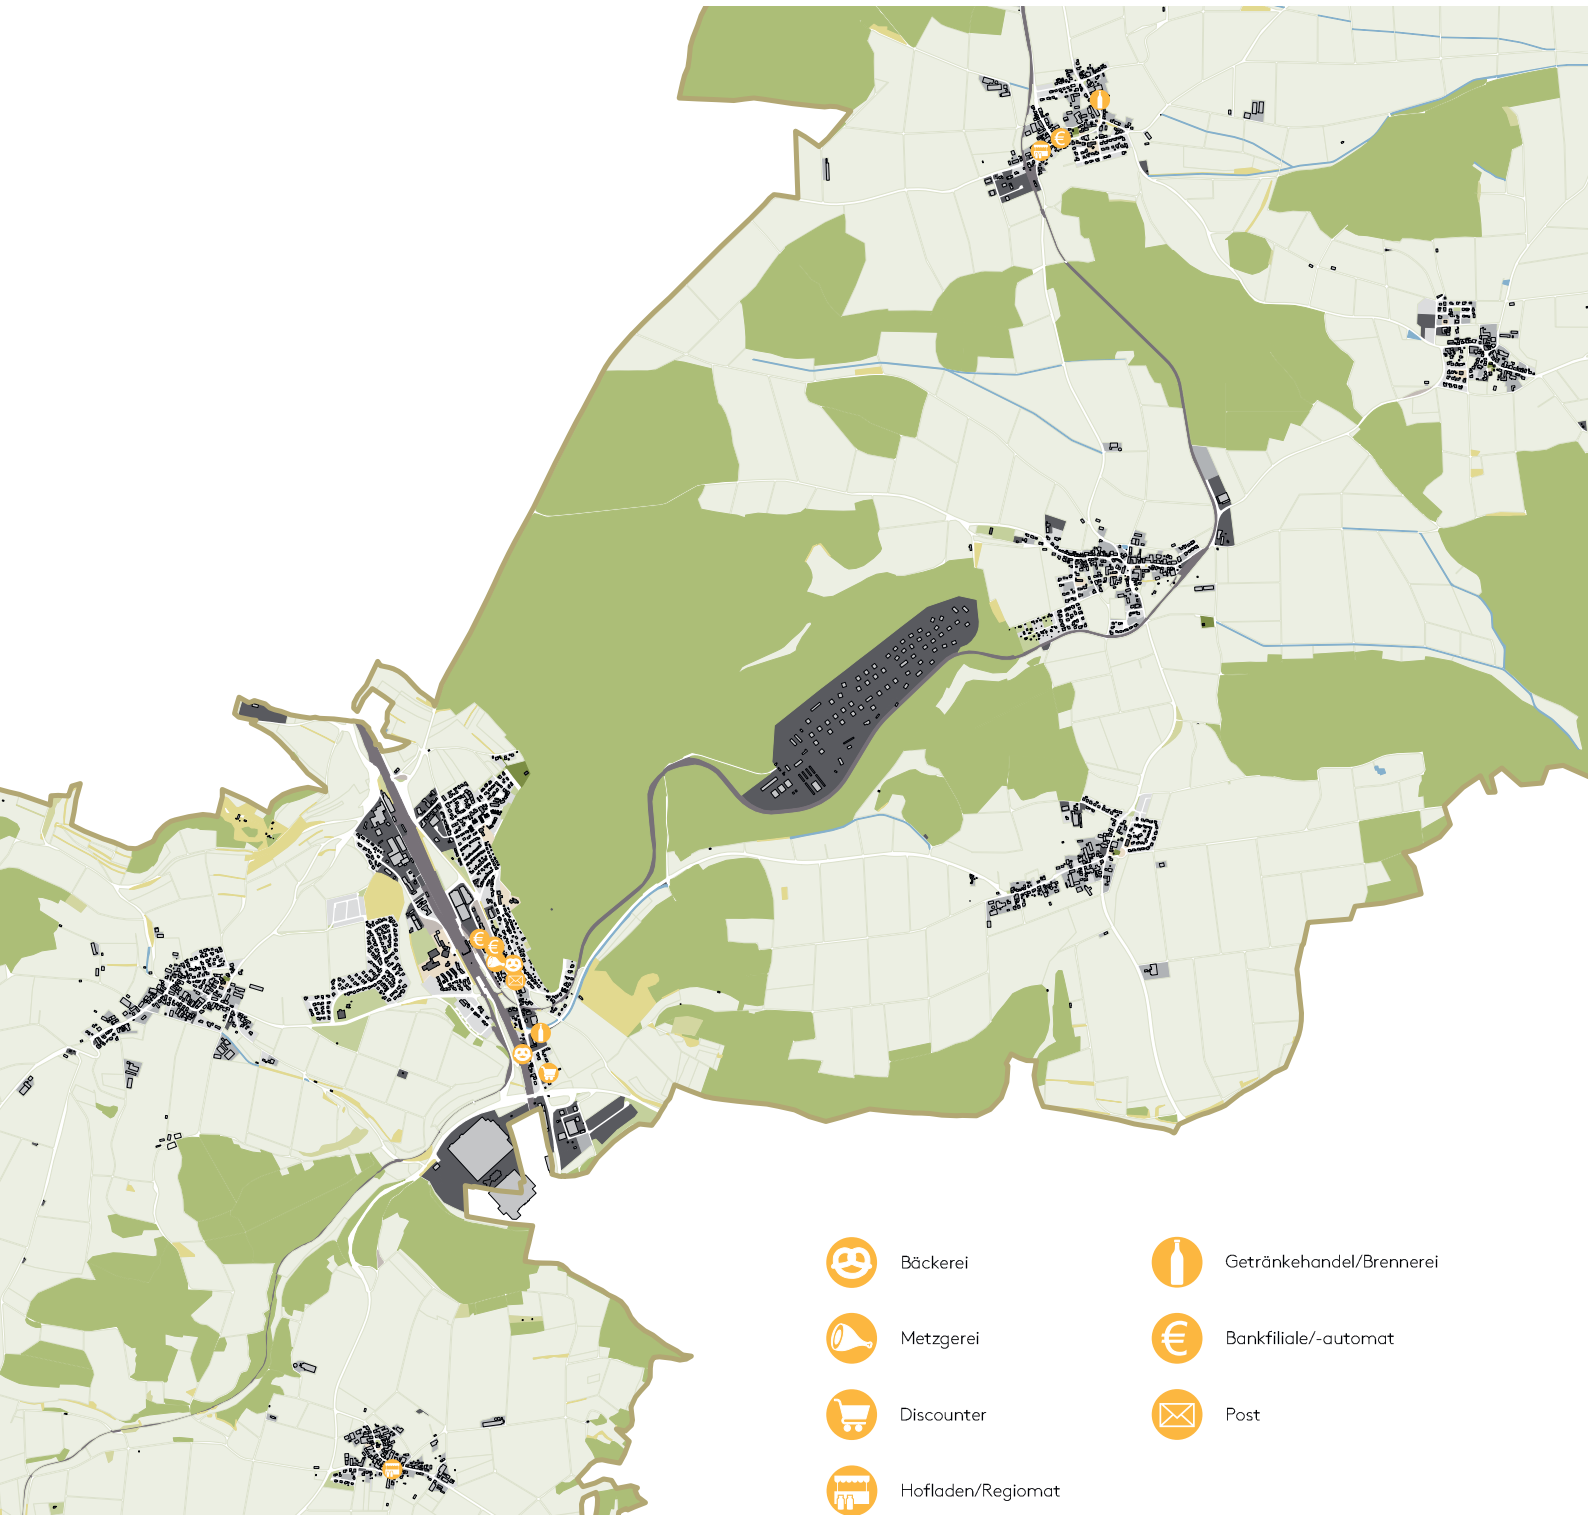 Bäckerei
Metzgerei
Discounter
Hofladen/Regiomat
Getränkehandel/Brennerei
Bankfiliale/-automat
Post